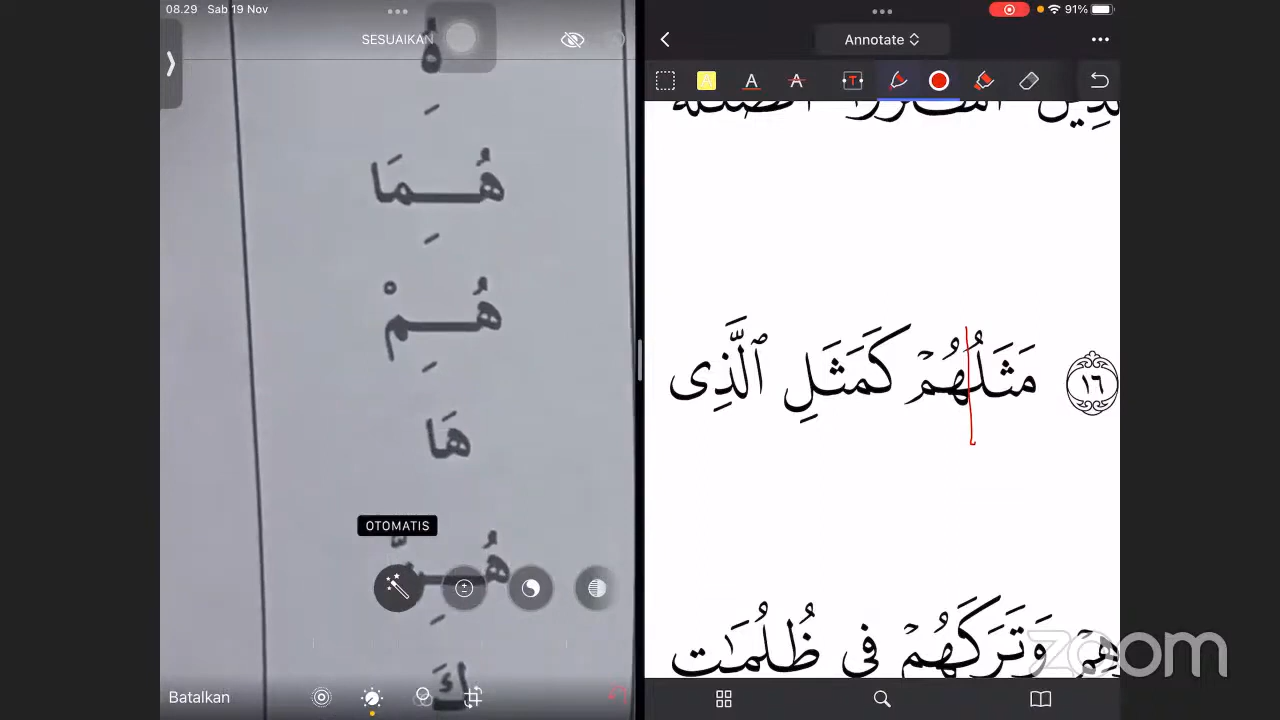 08.29 Sab 19 Nov
91%
SESUAIKAN
Annotate
A
A
A
T
هُ
هُمَا
هُمْ
هَا
OTOMATIS
كَ
Batalkan
١٦ مَثَلُهُمْ كَمَثَلِ ٱلَّذِى
وَتَرَكَهُمْ فِى ظُلُمَٰت
zoom